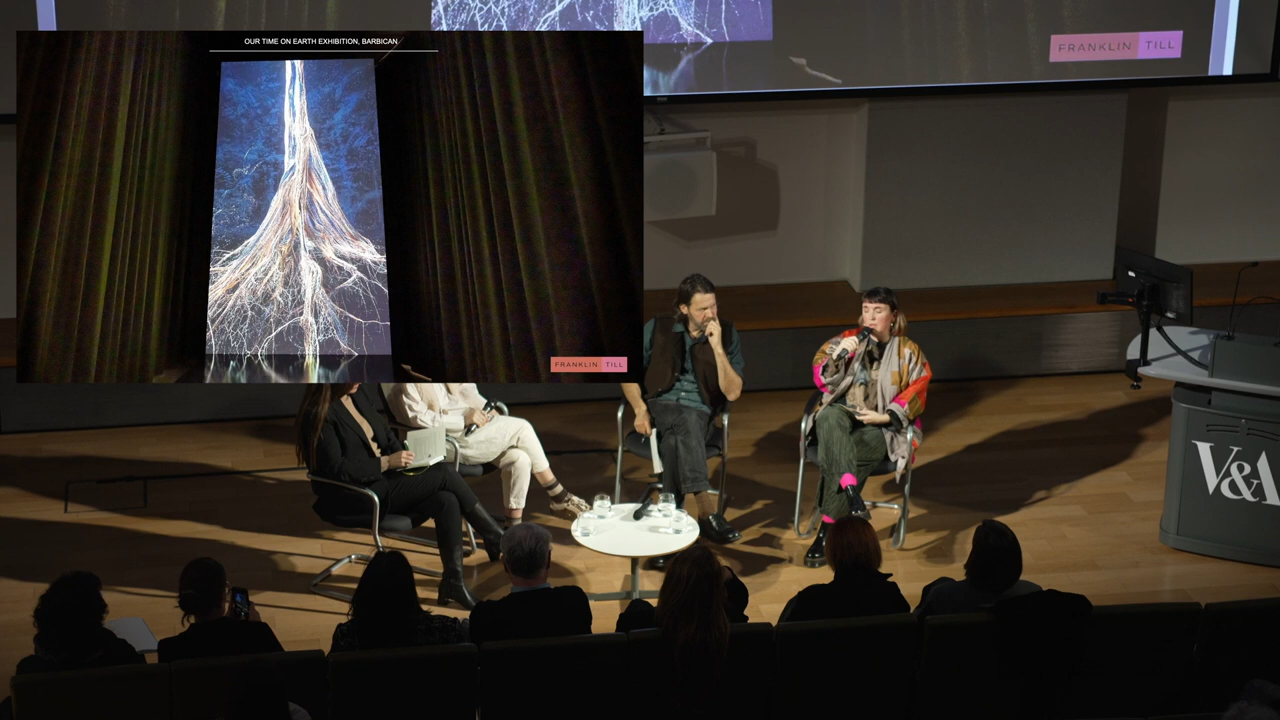 OUR TIME ON EARTH EXHIBITION, BARBICAN
FRANKLIN TILL
FRANKLIN TILL
V&A